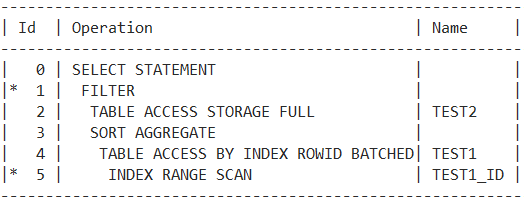 -----------------------------------------------------------
| Id  | Operation                             | Name     |
-----------------------------------------------------------
|   0 | SELECT STATEMENT                      |          |
|*  1 |  FILTER                               |          |
|   2 |   TABLE ACCESS STORAGE FULL           | TEST2    |
|   3 |   SORT AGGREGATE                      |          |
|   4 |    TABLE ACCESS BY INDEX ROWID BATCHED| TEST1    |
|*  5 |     INDEX RANGE SCAN                  | TEST1_ID |
-----------------------------------------------------------